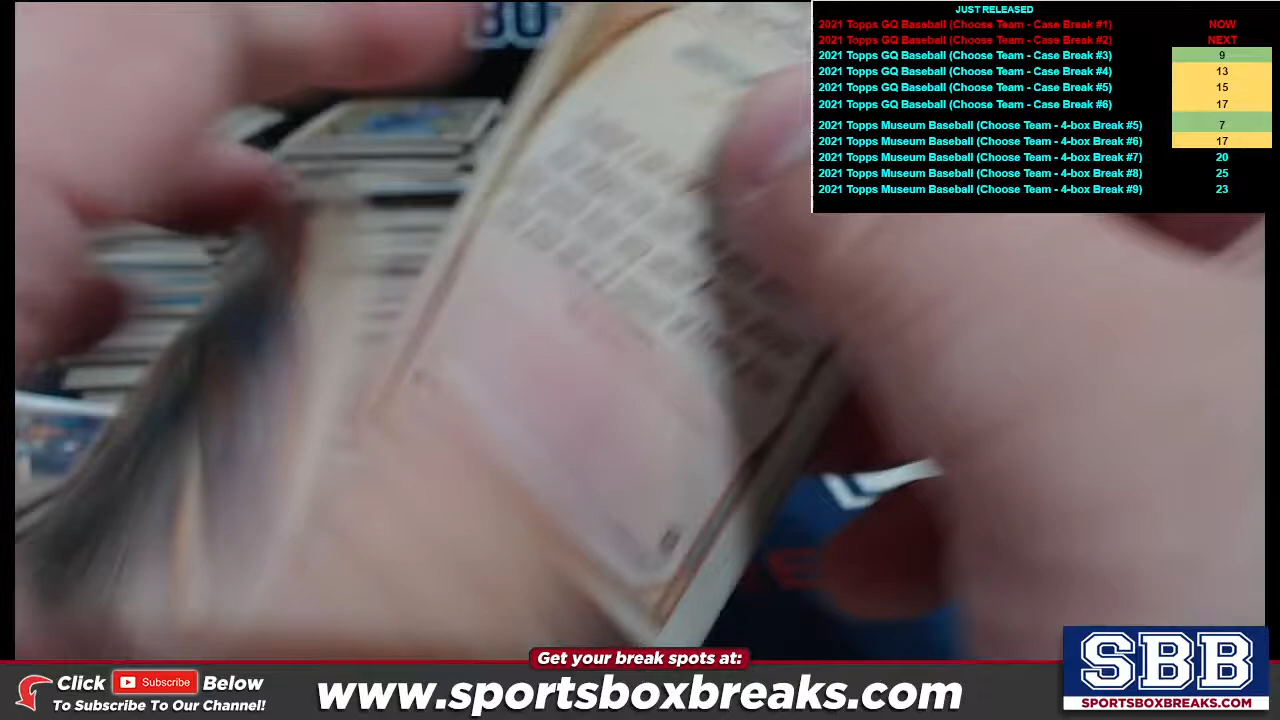 JUST RELEASED
2021 Topps GQ Baseball (Choose Team - Case Break #1) NOW
2021 Topps GQ Baseball (Choose Team - Case Break #2) NEXT
2021 Topps GQ Baseball (Choose Team - Case Break #3) 9
2021 Topps GQ Baseball (Choose Team - Case Break #4) 13
2021 Topps GQ Baseball (Choose Team - Case Break #5) 15
2021 Topps GQ Baseball (Choose Team - Case Break #6) 17
2021 Topps Museum Baseball (Choose Team - 4-box Break #5) 7
2021 Topps Museum Baseball (Choose Team - 4-box Break #6) 17
2021 Topps Museum Baseball (Choose Team - 4-box Break #7) 20
2021 Topps Museum Baseball (Choose Team - 4-box Break #8) 25
2021 Topps Museum Baseball (Choose Team - 4-box Break #9) 23
Get your break spots at:
Click Subscribe Below
To Subscribe To Our Channel!
www.sportsboxbreaks.com
SBB
SPORTSBOXBREAKS.COM